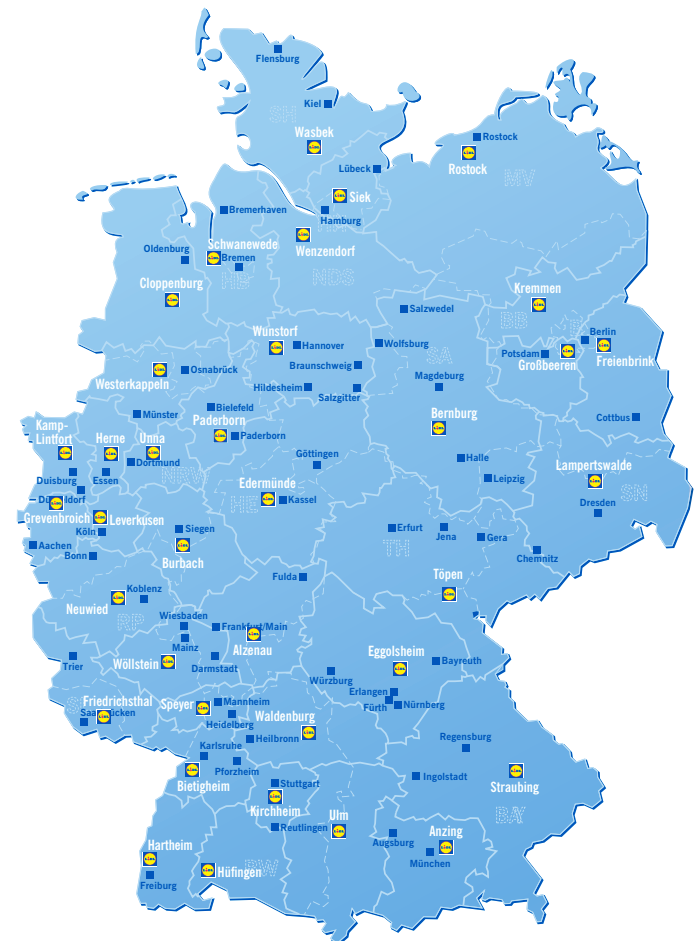 Flensburg
Kiel
SH
Wasbek
Rostock
Rostock
Lübeck
MV
Siek
Bremerhaven
Hamburg
HH
Oldenburg
Schwanewede
Bremen
Wenzendorf
HB
NDS
Cloppenburg
Kremmen
Salzwedel
BB
Wunstorf
Hannover
Wolfsburg
Berlin
SA
Potsdam
Großbeeren
Freienbrink
Braunschweig
Westerkappeln
Osnabrück
Magdeburg
Hildesheim
Salzgitter
Münster
Bielefeld
Bernburg
Cottbus
Kamp-
Lintfort
Herne
Unna
Paderborn
Paderborn
Göttingen
Halle
Dortmund
Lampertswalde
Duisburg
Essen
NRW
Edermünde
Leipzig
SN
Kassel
HE
Dresden
Grevenbroich
Leverkusen
Köln
Siegen
Erfurt
Jena
Gera
Aachen
Bonn
TH
Chemnitz
Burbach
Töpen
Fulda
Koblenz
Neuwied
RP
Wiesbaden
Frankfurt/Main
Mainz
Alzenau
Eggolsheim
Wöllstein
Bayreuth
Trier
Darmstadt
Würzburg
Erlangen
Fürth
Nürnberg
Friedrichsthal
Speyer
Mannheim
Waldenburg
Heidelberg
Heilbronn
Regensburg
Karlsruhe
Pforzheim
Bietigheim
Stuttgart
Ingolstadt
Straubing
Kirchheim
Ulm
BAY
Reutlingen
Anzing
Augsburg
Hartheim
München
BW
Hüfingen
Freiburg